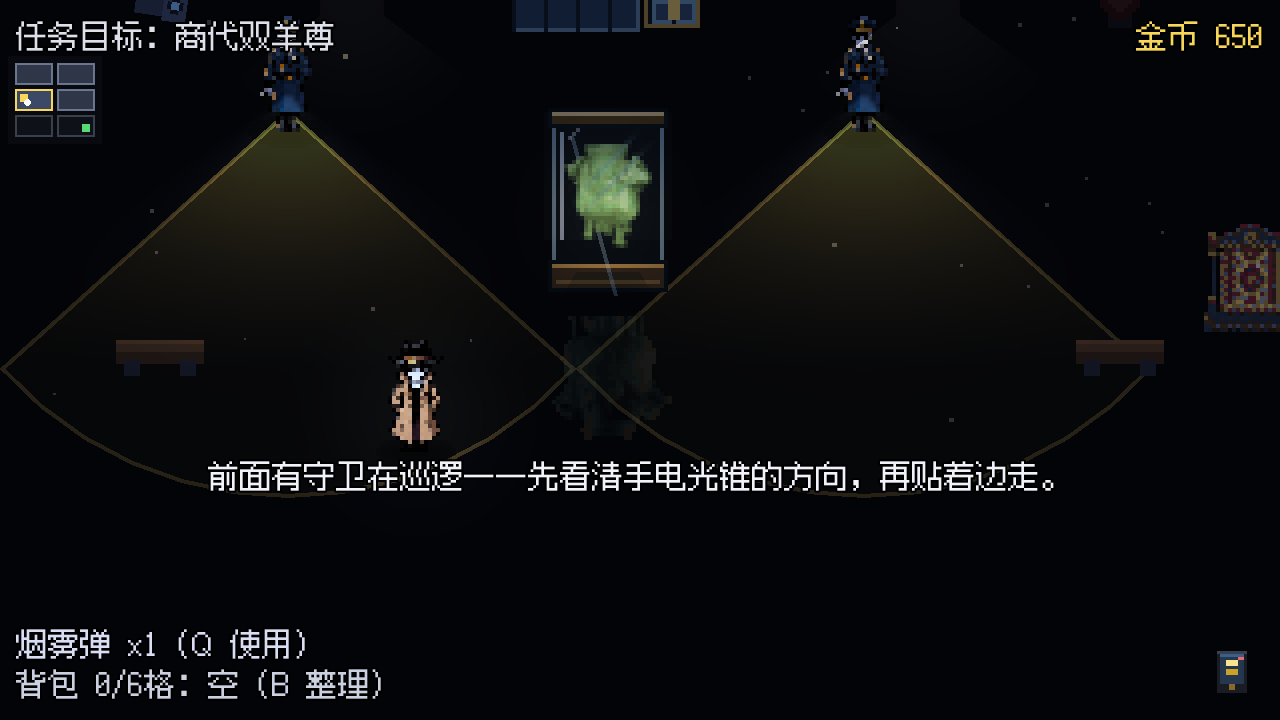 任务目标：商代双羊尊
金币 650
前面有守卫在巡逻——先看清手电光锥的方向，再贴着边走。
烟雾弹 x1（Q 使用）
背包 0/6格：空（B 整理）